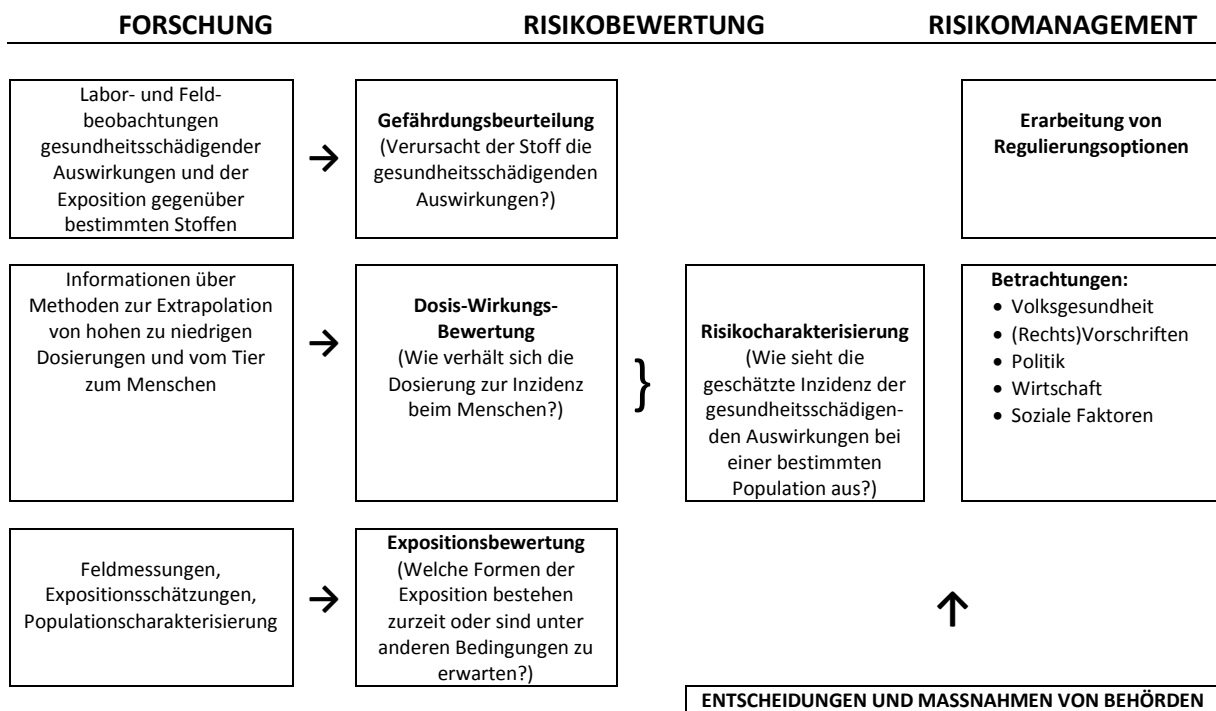 FORSCHUNG
RISIKOBEWERTUNG
RISIKOMANAGEMENT
Labor- und Feld-
beobachtungen
gesundheitsschädigender
Auswirkungen und der
Exposition gegenüber
bestimmten Stoffen
→
Gefährdungsbeurteilung
(Verursacht der Stoff die
gesundheitsschädigenden
Auswirkungen?)
Erarbeitung von
Regulierungsoptionen
Informationen über
Methoden zur Extrapolation
von hohen zu niedrigen
Dosierungen und vom Tier
zum Menschen
→
Dosis-Wirkungs-
Bewertung
(Wie verhält sich die
Dosierung zur Inzidenz
beim Menschen?)
}
Risikocharakterisierung
(Wie sieht die
geschätzte Inzidenz der
gesundheitsschädigen-
den Auswirkungen bei
einer bestimmten
Population aus?)
Betrachtungen:
• Volksgesundheit
• (Rechts)Vorschriften
• Politik
• Wirtschaft
• Soziale Faktoren
Feldmessungen,
Expositionsschätzungen,
Populationscharakterisierung
→
Expositionsbewertung
(Welche Formen der
Exposition bestehen
zurzeit oder sind unter
anderen Bedingungen zu
erwarten?)
↑
ENTSCHEIDUNGEN UND MASSNAHMEN VON BEHÖRDEN